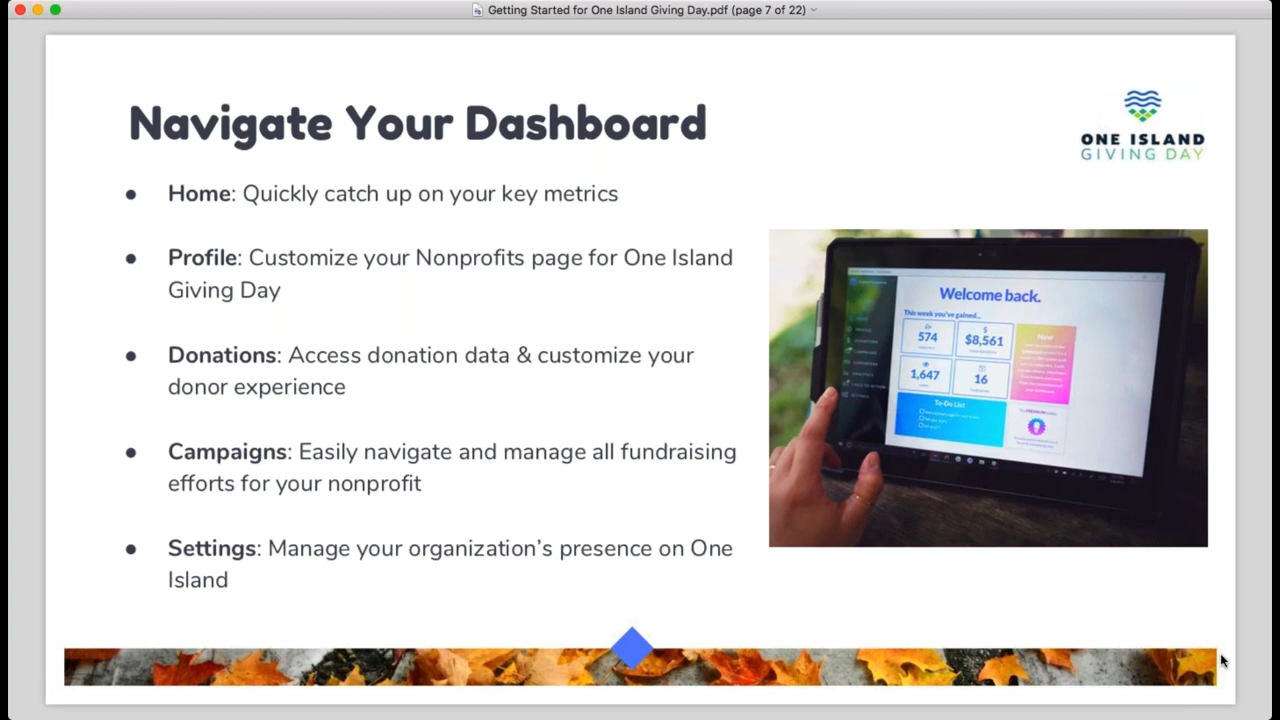 Getting Started for One Island Giving Day.pdf (page 7 of 22)
Navigate Your Dashboard
ONE ISLAND
GIVING DAY
● Home: Quickly catch up on your key metrics
● Profile: Customize your Nonprofits page for One Island
Giving Day
● Donations: Access donation data & customize your
donor experience
● Campaigns: Easily navigate and manage all fundraising
efforts for your nonprofit
● Settings: Manage your organization’s presence on One
Island
Welcome back.
This week you've gained...
574
$8,561
1,647
16
New!
To-Do List